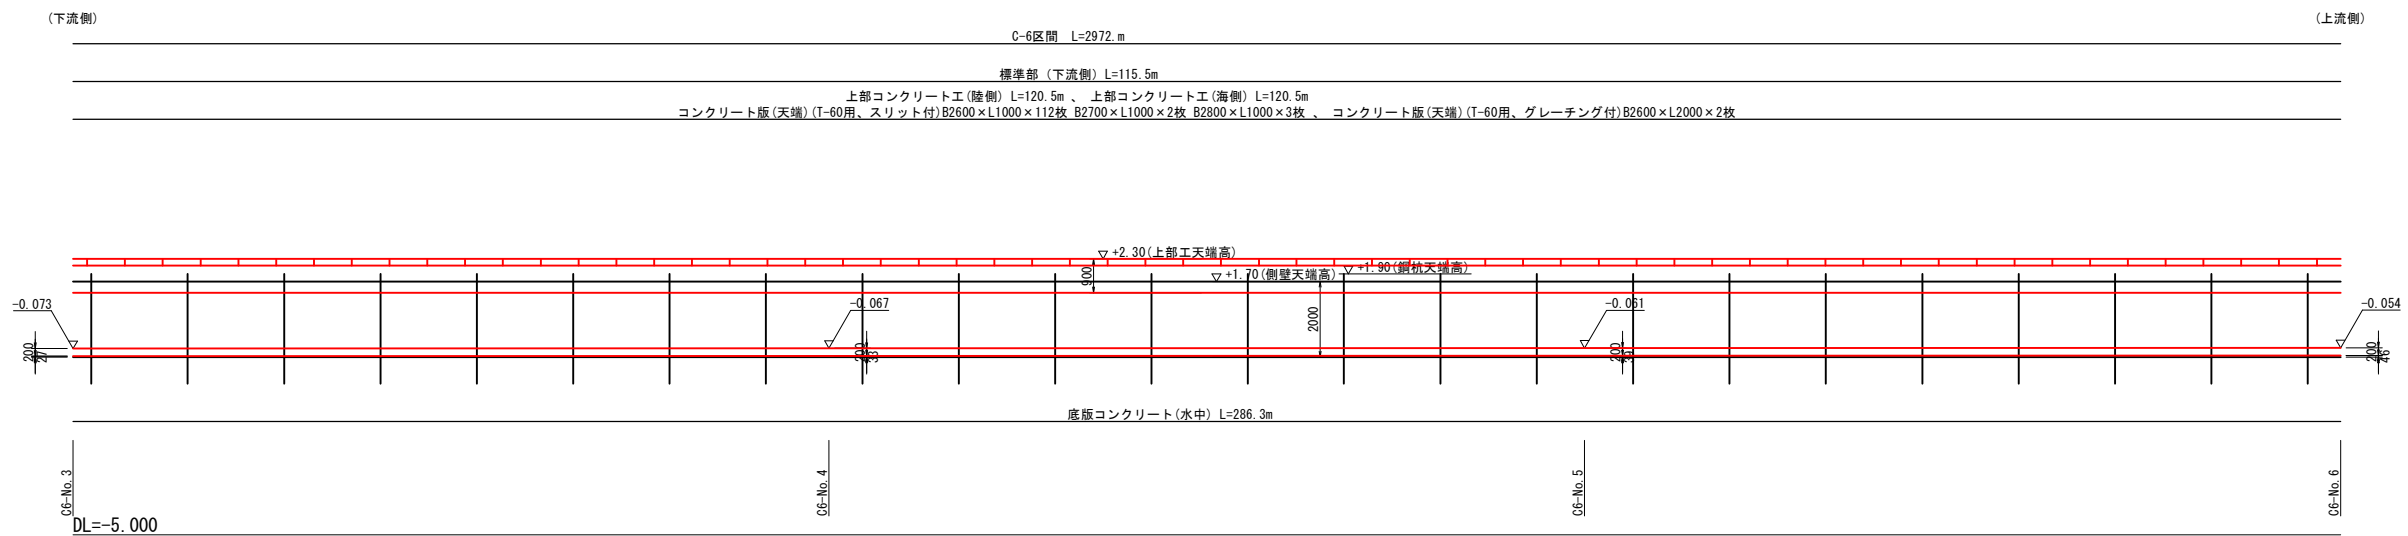 (下流側)
(上流側)
C-6区間　L=2972.m
標準部 (下流側) L=115.5m
上部コンクリート工(陸側) L=120.5m 、 上部コンクリート工(海側) L=120.5m
コンクリート版(天端)(T-60用、スリット付)B2600×L1000×112枚 B2700×L1000×2枚 B2800×L1000×3枚 、 コンクリート版(天端)(T-60用、グレーチング付)B2600×L2000×2枚
+2.30(上部工天端高)
900
+1.70(側壁天端高)
+1.90(鋼杭天端高)
2000
-0.073
-0.067
-0.061
-0.054
200
27
200
33
200
39
200
46
底版コンクリート(水中) L=286.3m
C6-No.3
C6-No.4
C6-No.5
C6-No.6
DL=-5.000